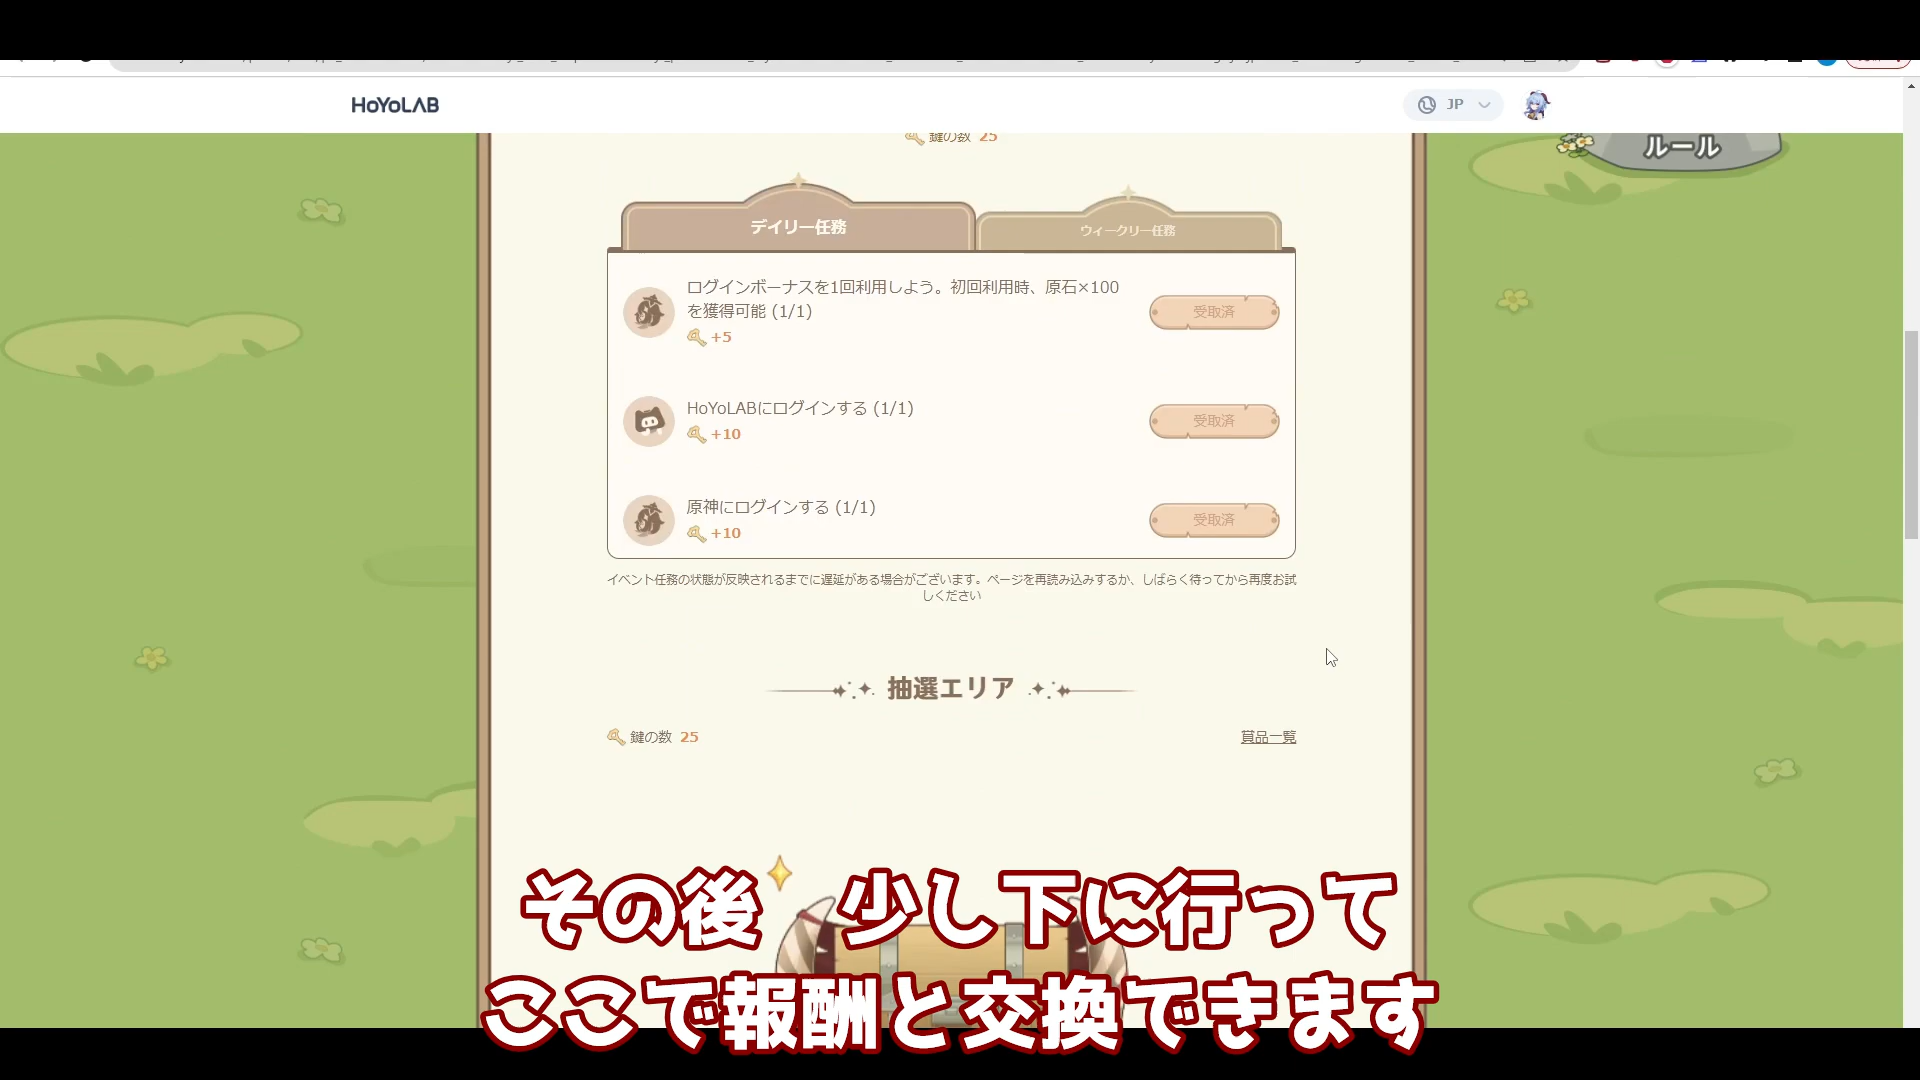 HoYoLAB
JP
鍵の数 25
ルール
デイリー任務
ウィークリー任務
ログインボーナスを1回利用しよう。初回利用時、原石×100
を獲得可能 (1/1)
+5
受取済
HoYoLABにログインする (1/1)
+10
受取済
原神にログインする (1/1)
+10
受取済
イベント任務の状態が反映されるまでに遅延がある場合がございます。ページを再読み込みするか、しばらく待ってから再度お試
しください
抽選エリア
鍵の数 25
賞品一覧
その後　少し下に行って
ここで報酬と交換できます